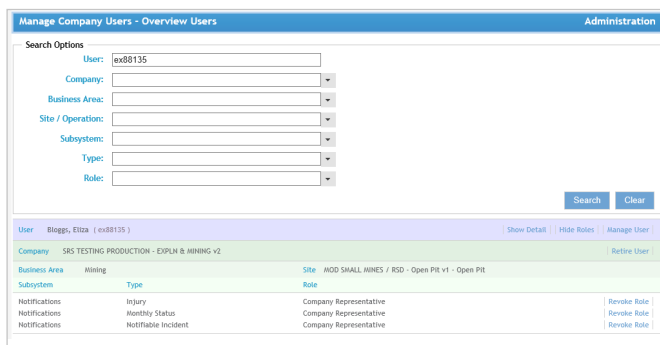 Manage Company Users - Overview Users Administration
Search Options
User: ex88135
Company:
Business Area:
Site / Operation:
Subsystem:
Type:
Role:
Search Clear
User Bloggs, Eliza ( ex88135 ) Show Detail Hide Roles Manage User
Company SRS TESTING PRODUCTION - EXPLN & MINING v2 Retire User
Business Area Mining Site MOD SMALL MINES / RSD - Open Pit v1 - Open Pit
Subsystem Type Role
Notifications Injury Company Representative Revoke Role
Notifications Monthly Status Company Representative Revoke Role
Notifications Notifiable Incident Company Representative Revoke Role